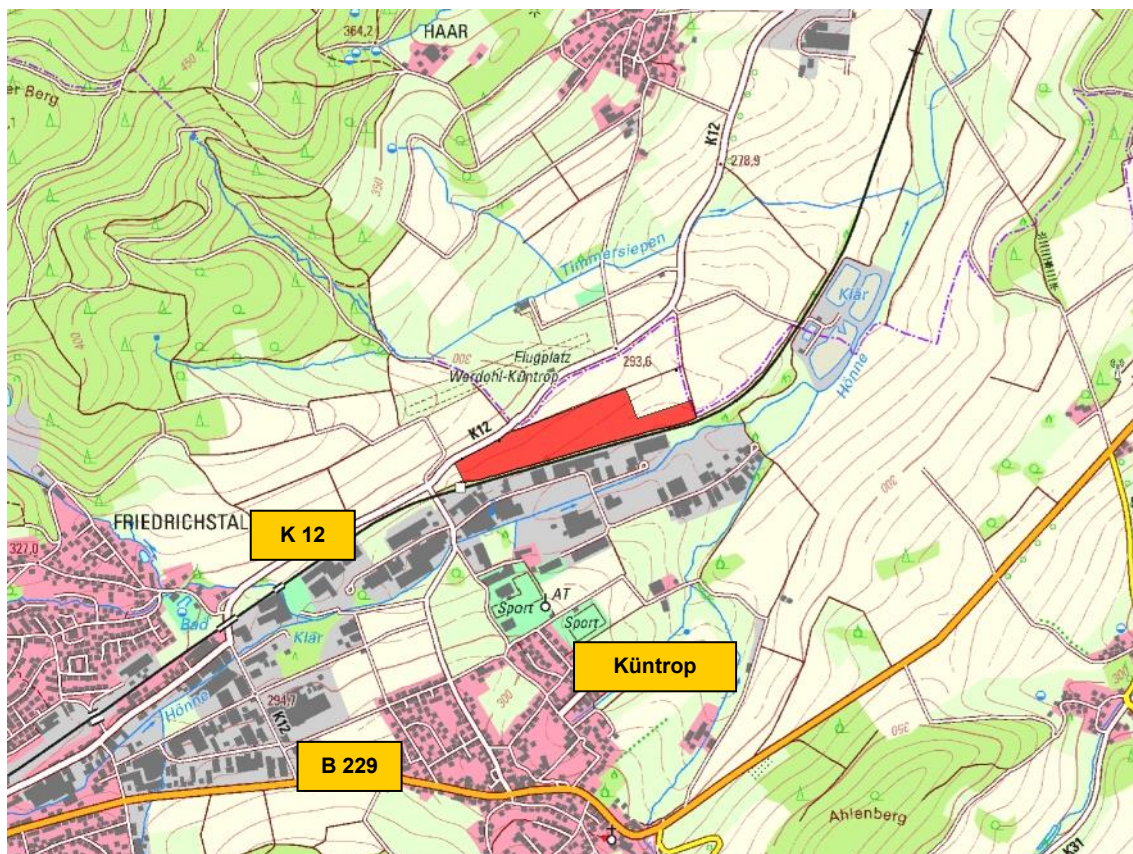 364,2
HAAR
450
er Berg
,1
K12
278,9
350
Timmersiepen
Klär
400
300
Flugplatz
Werdohl-Küntrop
293,6
Hönne
K12
300
FRIEDRICHSTAL
K 12
327,0
AT
Sport
Sport
Bad
Klär
Küntrop
Hönne
294,7
300
K12
350
300
B 229
Ahlenberg
K31